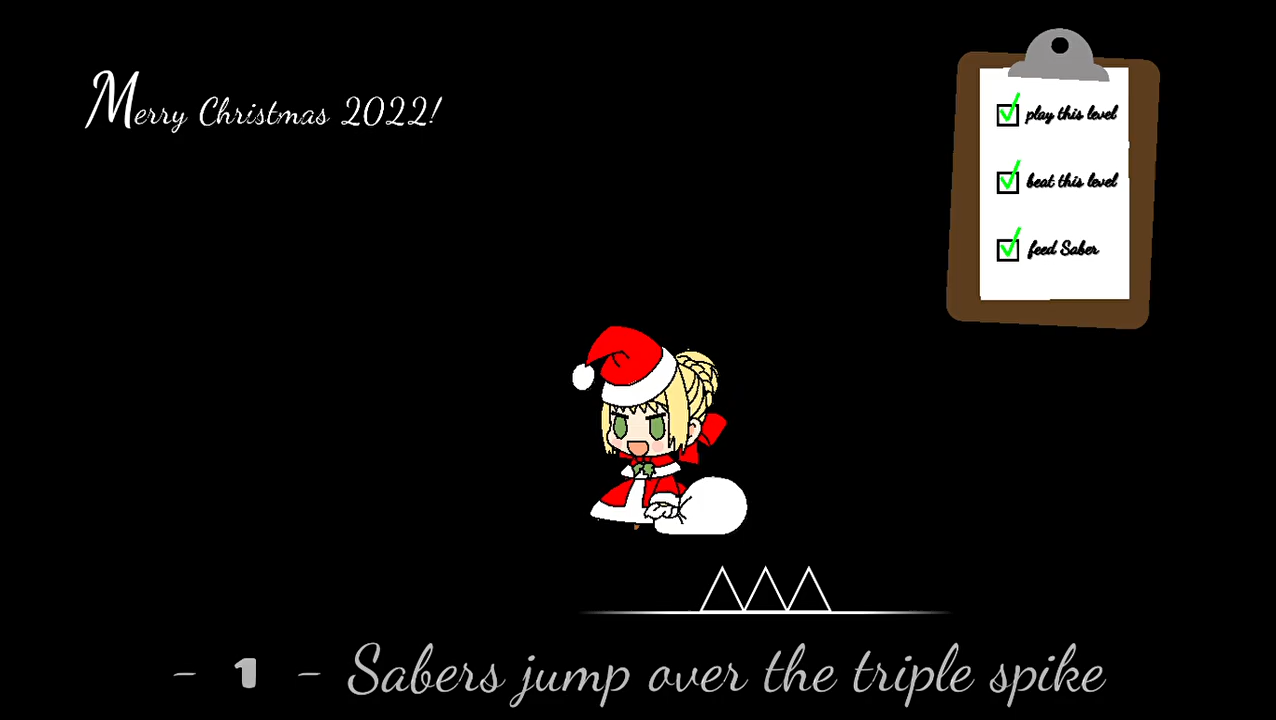 Merry Christmas 2022!
play this level
beat this level
feed Saber
- 1 - Sabers jump over the triple spike